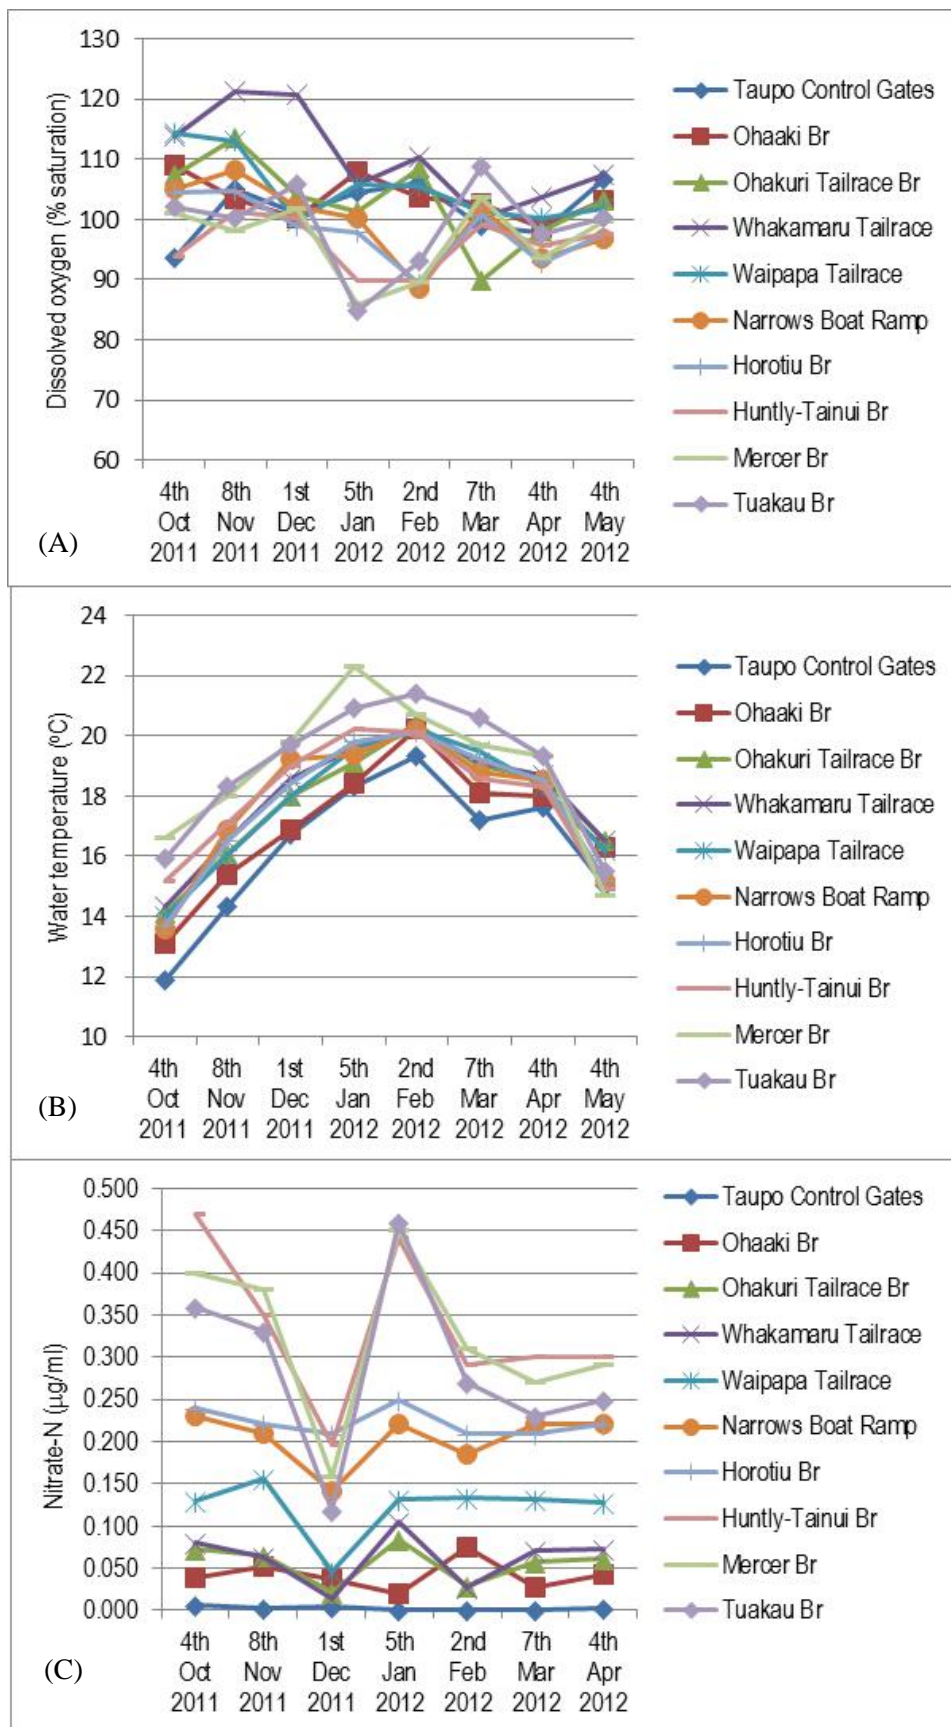 130
120
110
100
90
80
70
60
Dissolved oxygen (% saturation)
4th Oct 2011
8th Nov 2011
1st Dec 2011
5th Jan 2012
2nd Feb 2012
7th Mar 2012
4th Apr 2012
4th May 2012
Taupo Control Gates
Ohaaki Br
Ohakuri Tailrace Br
Whakamaru Tailrace
Waipapa Tailrace
Narrows Boat Ramp
Horotiu Br
Huntly-Tainui Br
Mercer Br
Tuakau Br
(A)
24
22
20
18
16
14
12
10
Water temperature (ºC)
4th Oct 2011
8th Nov 2011
1st Dec 2011
5th Jan 2012
2nd Feb 2012
7th Mar 2012
4th Apr 2012
4th May 2012
Taupo Control Gates
Ohaaki Br
Ohakuri Tailrace Br
Whakamaru Tailrace
Waipapa Tailrace
Narrows Boat Ramp
Horotiu Br
Huntly-Tainui Br
Mercer Br
Tuakau Br
(B)
0.500
0.450
0.400
0.350
0.300
0.250
0.200
0.150
0.100
0.050
0.000
Nitrate-N (µg/ml)
4th Oct 2011
8th Nov 2011
1st Dec 2011
5th Jan 2012
2nd Feb 2012
7th Mar 2012
4th Apr 2012
Taupo Control Gates
Ohaaki Br
Ohakuri Tailrace Br
Whakamaru Tailrace
Waipapa Tailrace
Narrows Boat Ramp
Horotiu Br
Huntly-Tainui Br
Mercer Br
Tuakau Br
(C)